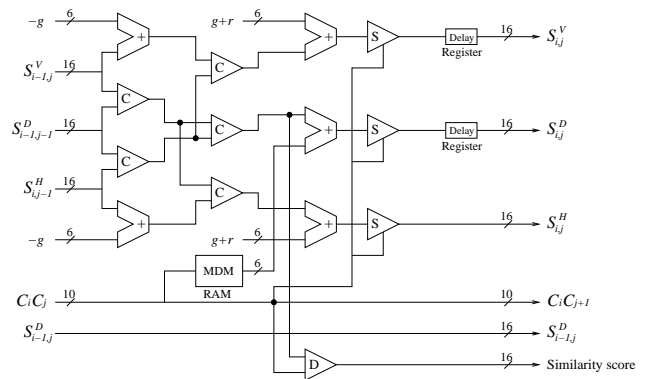 −g 6 g+r 6 16
+ + S Delay S^V_{i,j}
Register
S^V_{i−1,j} 16 C
C
S^D_{i−1,j−1} 16 C + S Delay 16 S^D_{i,j}
Register
C
S^H_{i,j−1} 16 C
+ + S 16 S^H_{i,j}
−g 6 g+r 6
MDM 6
RAM
C_iC_j 10 10 C_iC_{j+1}
S^D_{i−1,j} 16 S^D_{i−1,j}
D 16 Similarity score